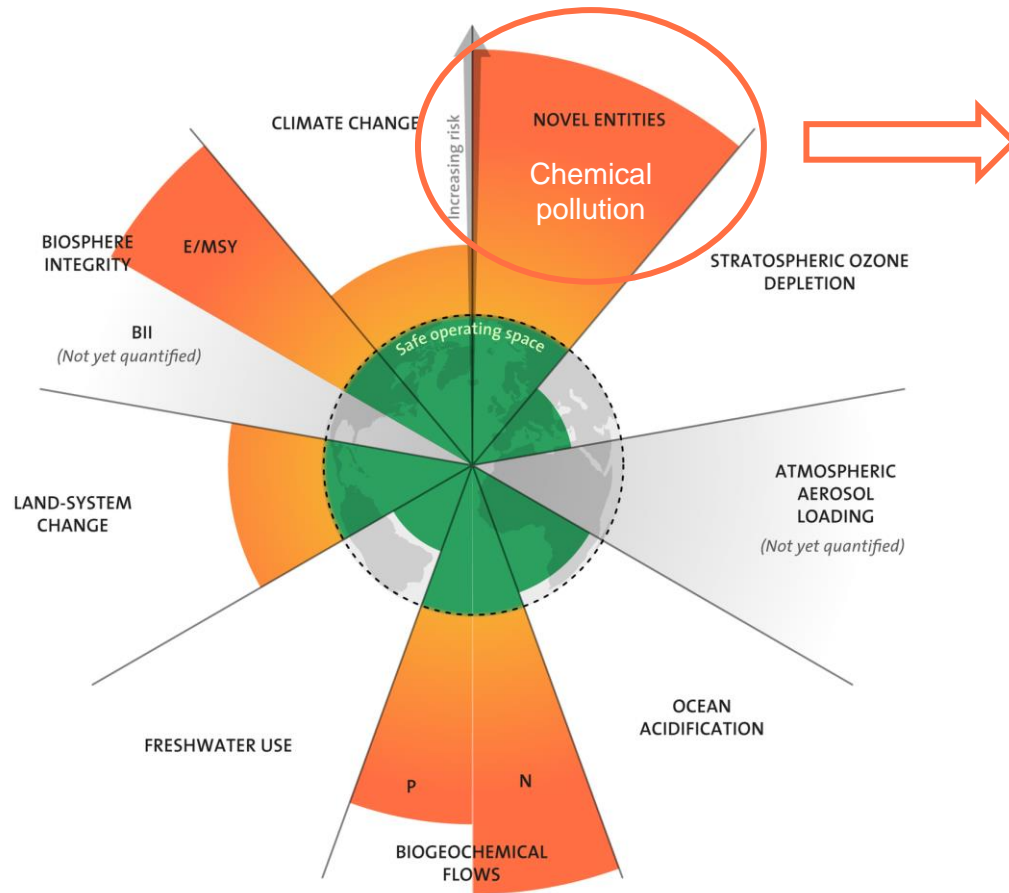 CLIMATE CHANGE
Increasing risk
NOVEL ENTITIES
Chemical
pollution
STRATOSPHERIC OZONE
DEPLETION
BIOSPHERE
INTEGRITY
E/MSY
BII
(Not yet quantified)
Safe operating space
ATMOSPHERIC
AEROSOL
LOADING
(Not yet quantified)
LAND-SYSTEM
CHANGE
OCEAN
ACIDIFICATION
FRESHWATER USE
P
N
BIOGEOCHEMICAL
FLOWS